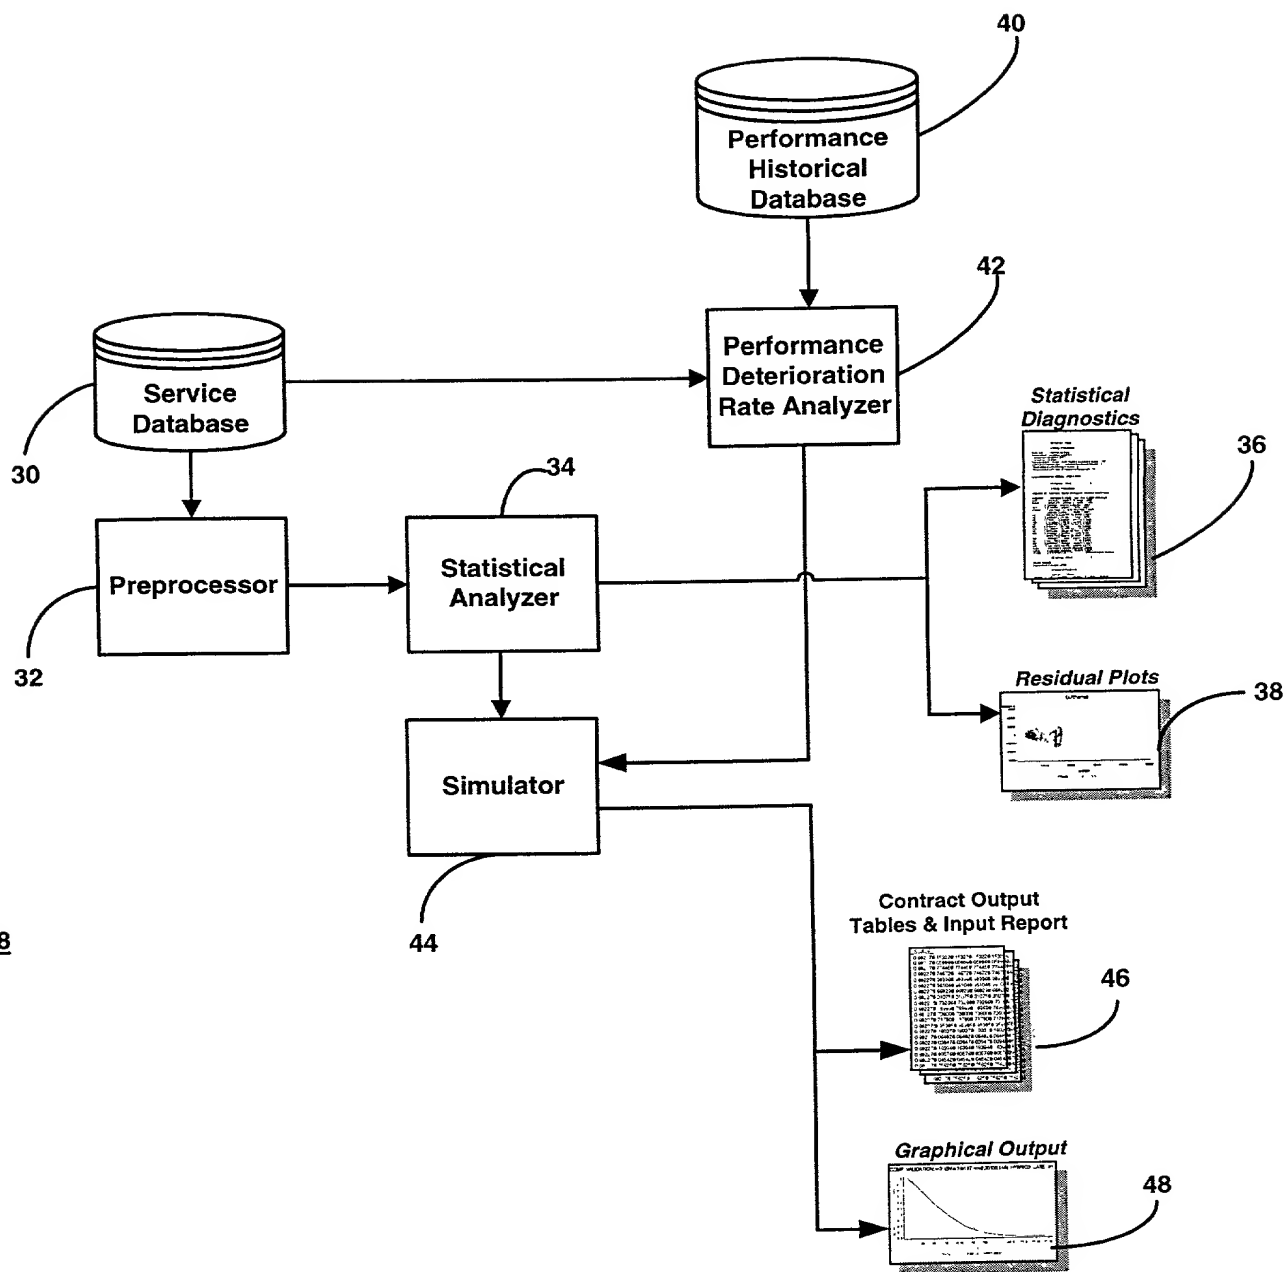 40
Performance
Historical
Database
42
Performance
Deterioration
Rate Analyzer
Service
Database
30
Statistical
Diagnostics
36
34
Preprocessor
Statistical
Analyzer
32
Residual Plots
38
Simulator
44
8
Contract Output
Tables & Input Report
46
Graphical Output
48